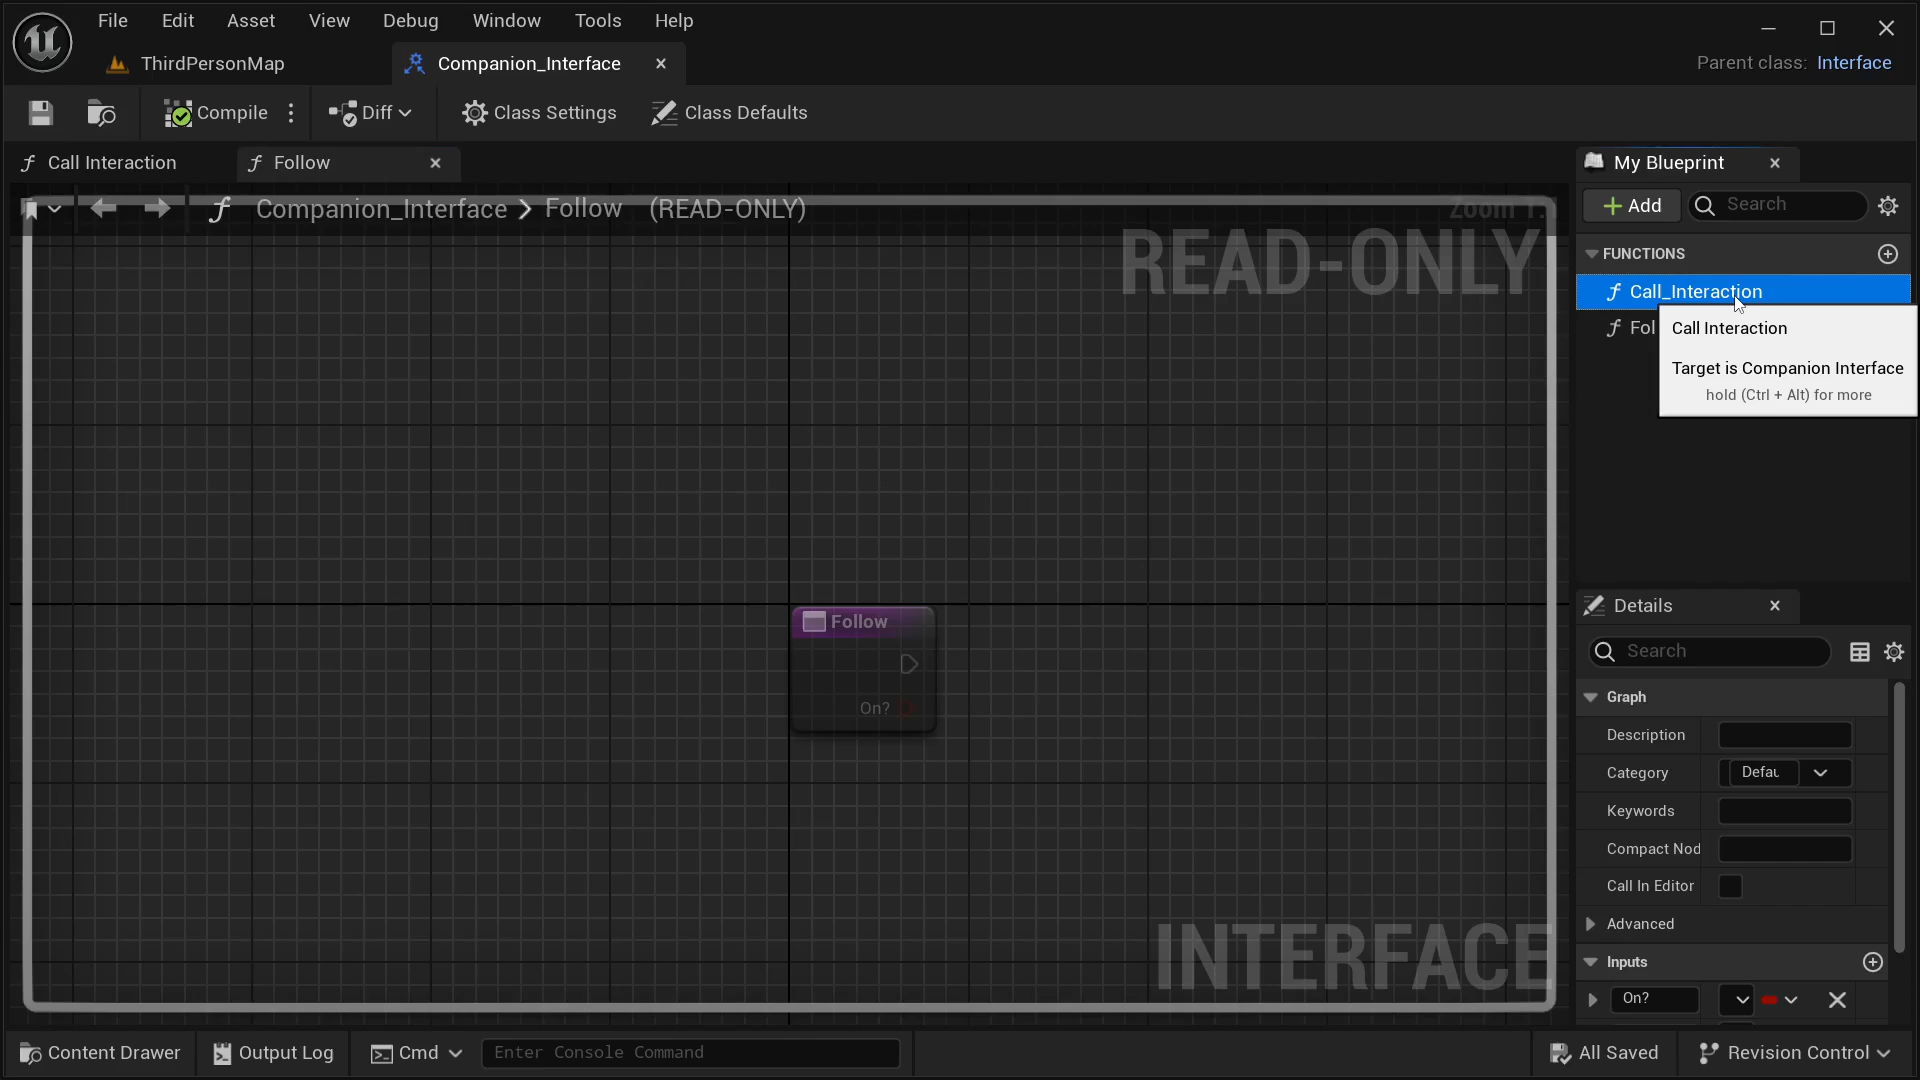 File Edit Asset View Debug Window Tools Help
ThirdPersonMap
Companion_Interface
Parent class: Interface
Compile
Diff
Class Settings
Class Defaults
Call Interaction
Follow
My Blueprint
Companion_Interface > Follow (READ-ONLY)
READ-ONLY
Add
Search
FUNCTIONS
Call_Interaction
Fol
Call Interaction
Target is Companion Interface
hold (Ctrl + Alt) for more
Follow
On?
INTERFACE
Details
Search
Graph
Description
Category
Defau
Keywords
Compact Nod
Call In Editor
Advanced
Inputs
On?
Content Drawer
Output Log
Cmd
Enter Console Command
All Saved
Revision Control